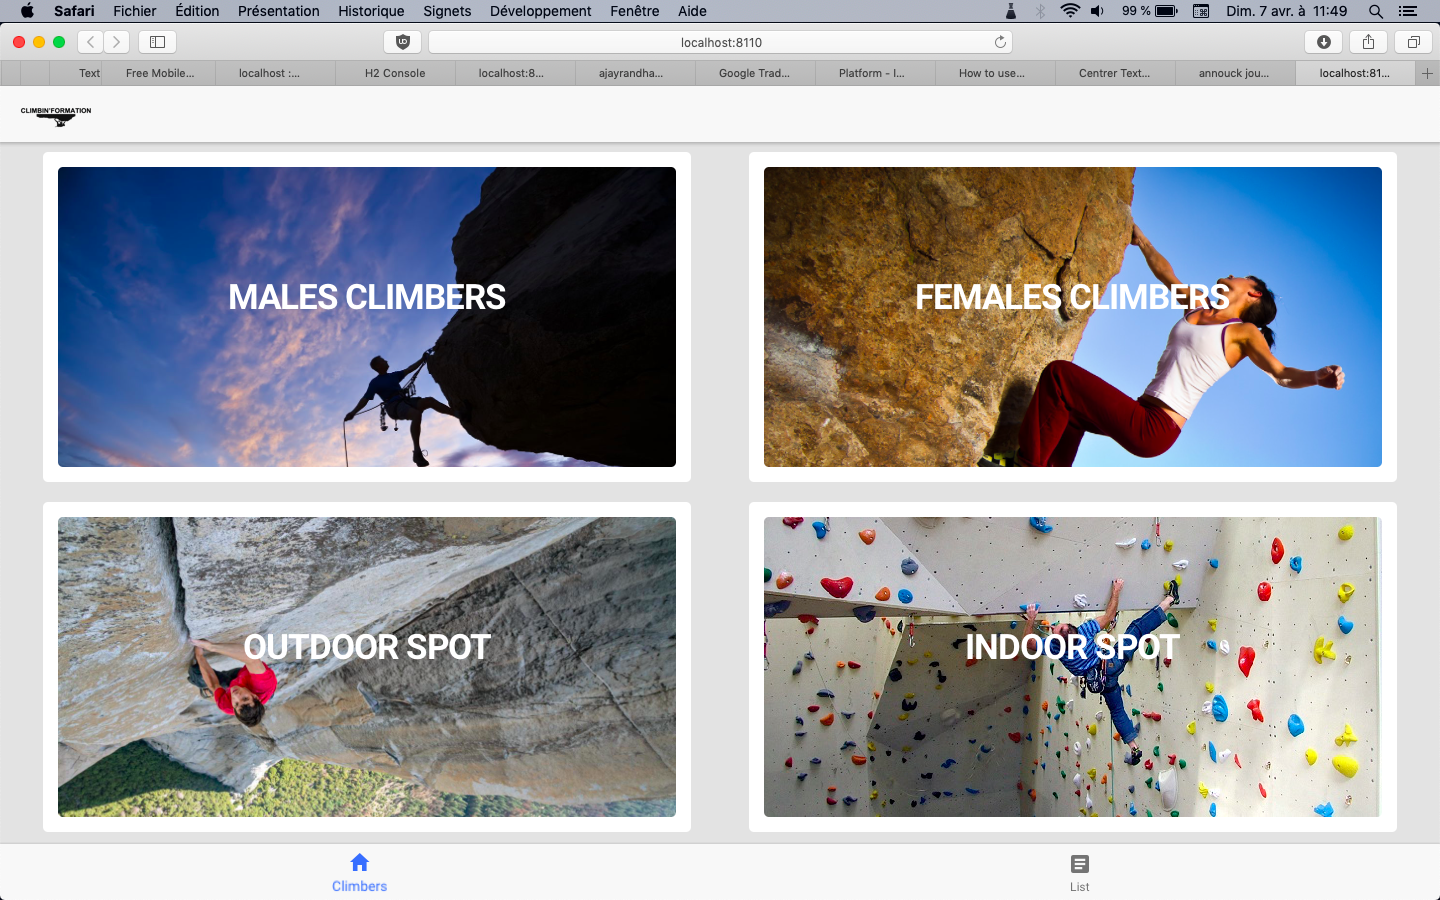 Safari Fichier Édition Présentation Historique Signets Développement Fenêtre Aide 99 % Dim. 7 avr. à 11:49
localhost:8110
Text Free Mobile... localhost :... H2 Console localhost:8... ajayrandha... Google Trad... Platform - I... How to use... Centrer Text... annouck jou... localhost:81...
CLIMBIN'FORMATION
MALES CLIMBERS
FEMALES CLIMBERS
OUTDOOR SPOT
INDOOR SPOT
Climbers
List